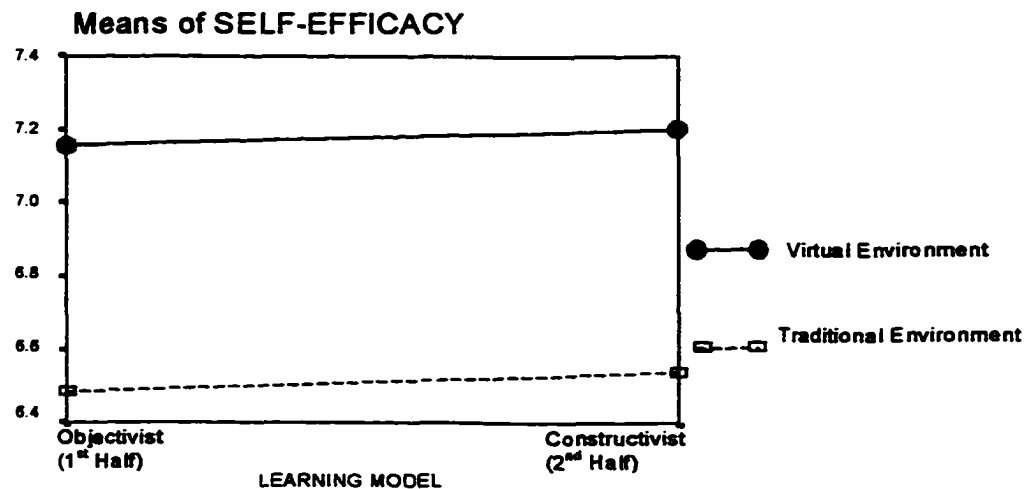 Means of SELF-EFFICACY
7.4
7.2
7.0
6.8
6.6
6.4
Virtual Environment
Traditional Environment
Objectivist
(1st Half)
Constructivist
(2nd Half)
LEARNING MODEL